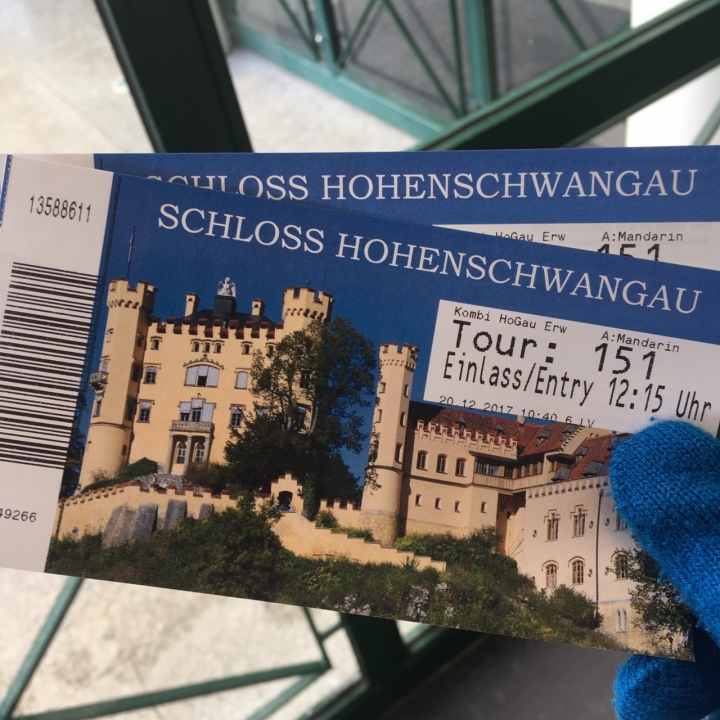 SCHLOSS HOHENSCHWANGAU
HoGau Erw A:Mandarin
151
13588611
SCHLOSS HOHENSCHWANGAU
Kombi HoGau Erw A:Mandarin
Tour: 151
Einlass/Entry 12:15 Uhr
20.12.2017 10:40 6 LV
49266